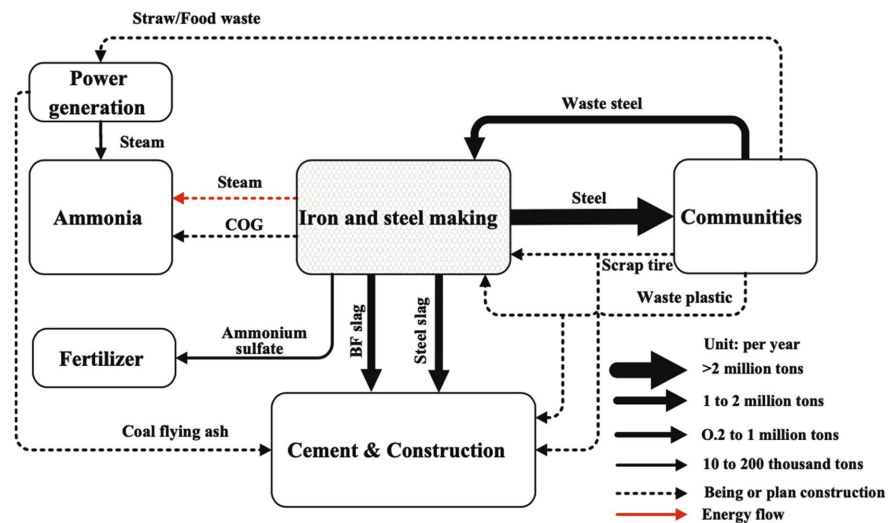 Straw/Food waste
Power
generation
Waste steel
Steam
Ammonia
Steam
COG
Iron and steel making
Steel
Communities
Scrap tire
Waste plastic
Fertilizer
Ammonium
sulfate
BF slag
Steel slag
Coal flying ash
Cement & Construction
Unit: per year
>2 million tons
1 to 2 million tons
O.2 to 1 million tons
10 to 200 thousand tons
Being or plan construction
Energy flow